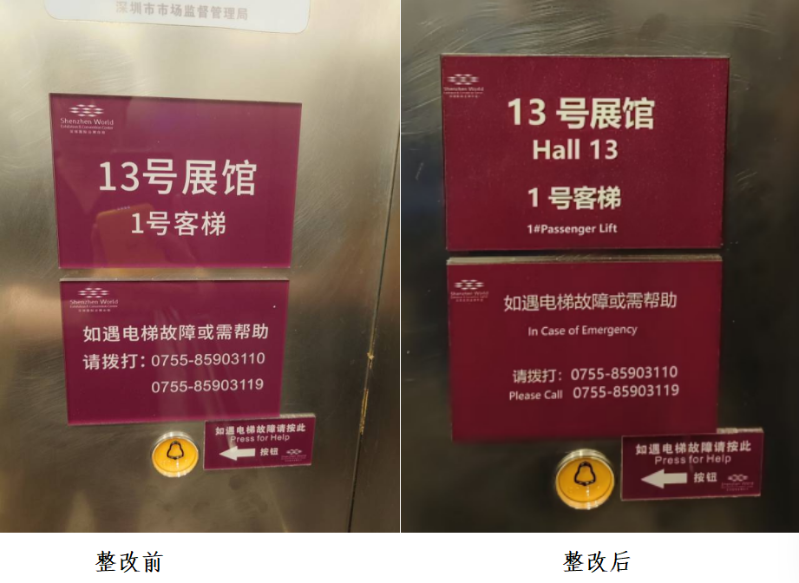 深圳市市场监督管理局
Shenzhen World
13号展馆
1号客梯
Shenzhen World
如遇电梯故障或需帮助
请拨打：0755-85903110
0755-85903119
如遇电梯故障请按此
Press for Help
按钮
整改前
Shenzhen World
13 号展馆
Hall 13
1 号客梯
1#Passenger Lift
如遇电梯故障或需帮助
In Case of Emergency
请拨打：0755-85903110
Please Call 0755-85903119
如遇电梯故障请按此
Press for Help
按钮
整改后